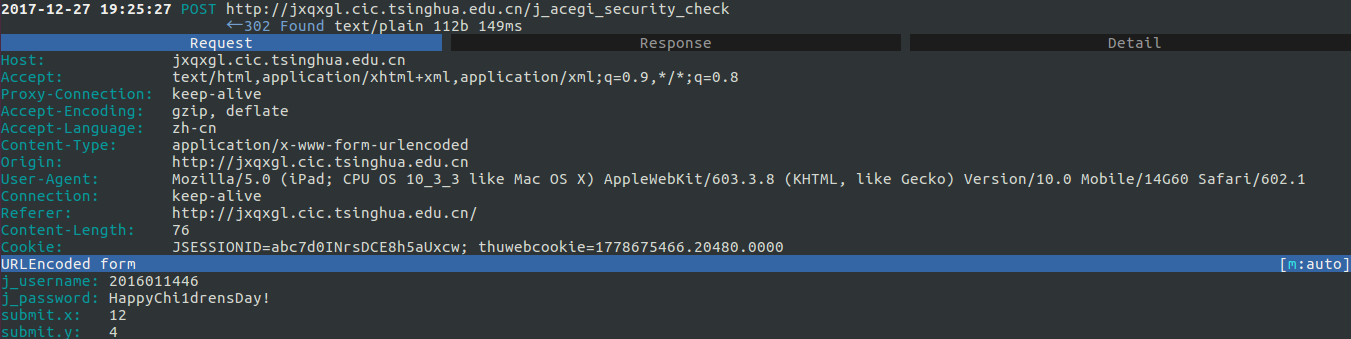 2017-12-27 19:25:27 POST http://jxqxgl.cic.tsinghua.edu.cn/j_acegi_security_check
←302 Found text/plain 112b 149ms
Request Response Detail
Host: jxqxgl.cic.tsinghua.edu.cn
Accept: text/html,application/xhtml+xml,application/xml;q=0.9,*/*;q=0.8
Proxy-Connection: keep-alive
Accept-Encoding: gzip, deflate
Accept-Language: zh-cn
Content-Type: application/x-www-form-urlencoded
Origin: http://jxqxgl.cic.tsinghua.edu.cn
User-Agent: Mozilla/5.0 (iPad; CPU OS 10_3_3 like Mac OS X) AppleWebKit/603.3.8 (KHTML, like Gecko) Version/10.0 Mobile/14G60 Safari/602.1
Connection: keep-alive
Referer: http://jxqxgl.cic.tsinghua.edu.cn/
Content-Length: 76
Cookie: JSESSIONID=abc7d0INrsDCE8h5aUxcw; thuwebcookie=1778675466.20480.0000
URLEncoded form [m:auto]
j_username: 2016011446
j_password: HappyChi1drensDay!
submit.x: 12
submit.y: 4